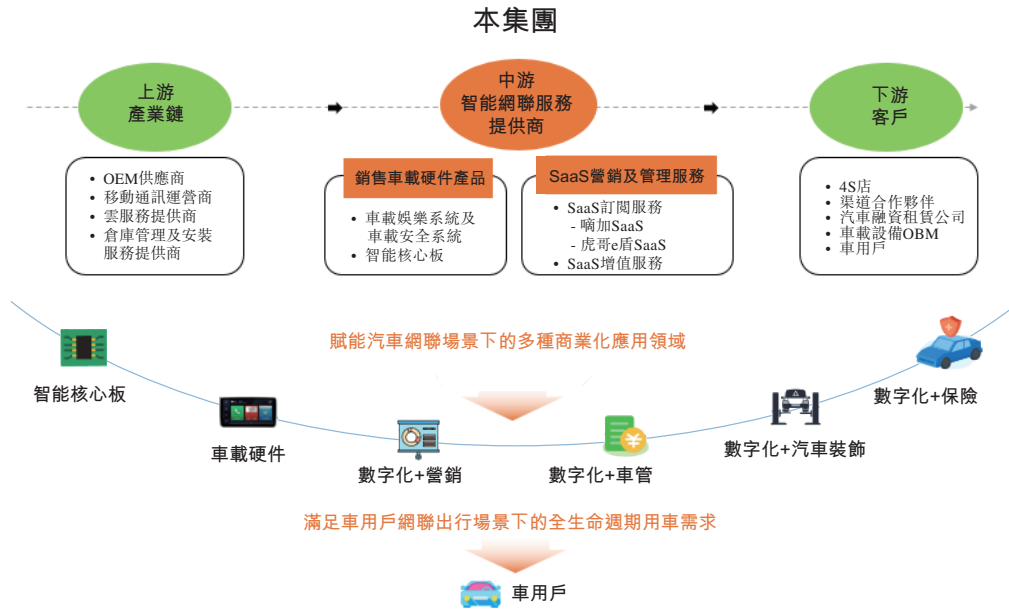 本集團
上游
產業鏈
中游
智能網聯服務
提供商
下游
客戶
• OEM供應商
• 移動通訊運營商
• 雲服務提供商
• 倉庫管理及安裝
服務提供商
銷售車載硬件產品
• 車載娛樂系統及
車載安全系統
• 智能核心板
SaaS營銷及管理服務
• SaaS訂閱服務
- 嘀加SaaS
- 虎哥e盾SaaS
• SaaS增值服務
• 4S店
• 渠道合作夥伴
• 汽車融資租賃公司
• 車載設備OBM
• 車用戶
賦能汽車網聯場景下的多種商業化應用領域
智能核心板
車載硬件
數字化+營銷
¥
數字化+車管
數字化+汽車裝飾
數字化+保險
滿足車用戶網聯出行場景下的全生命週期用車需求
車用戶